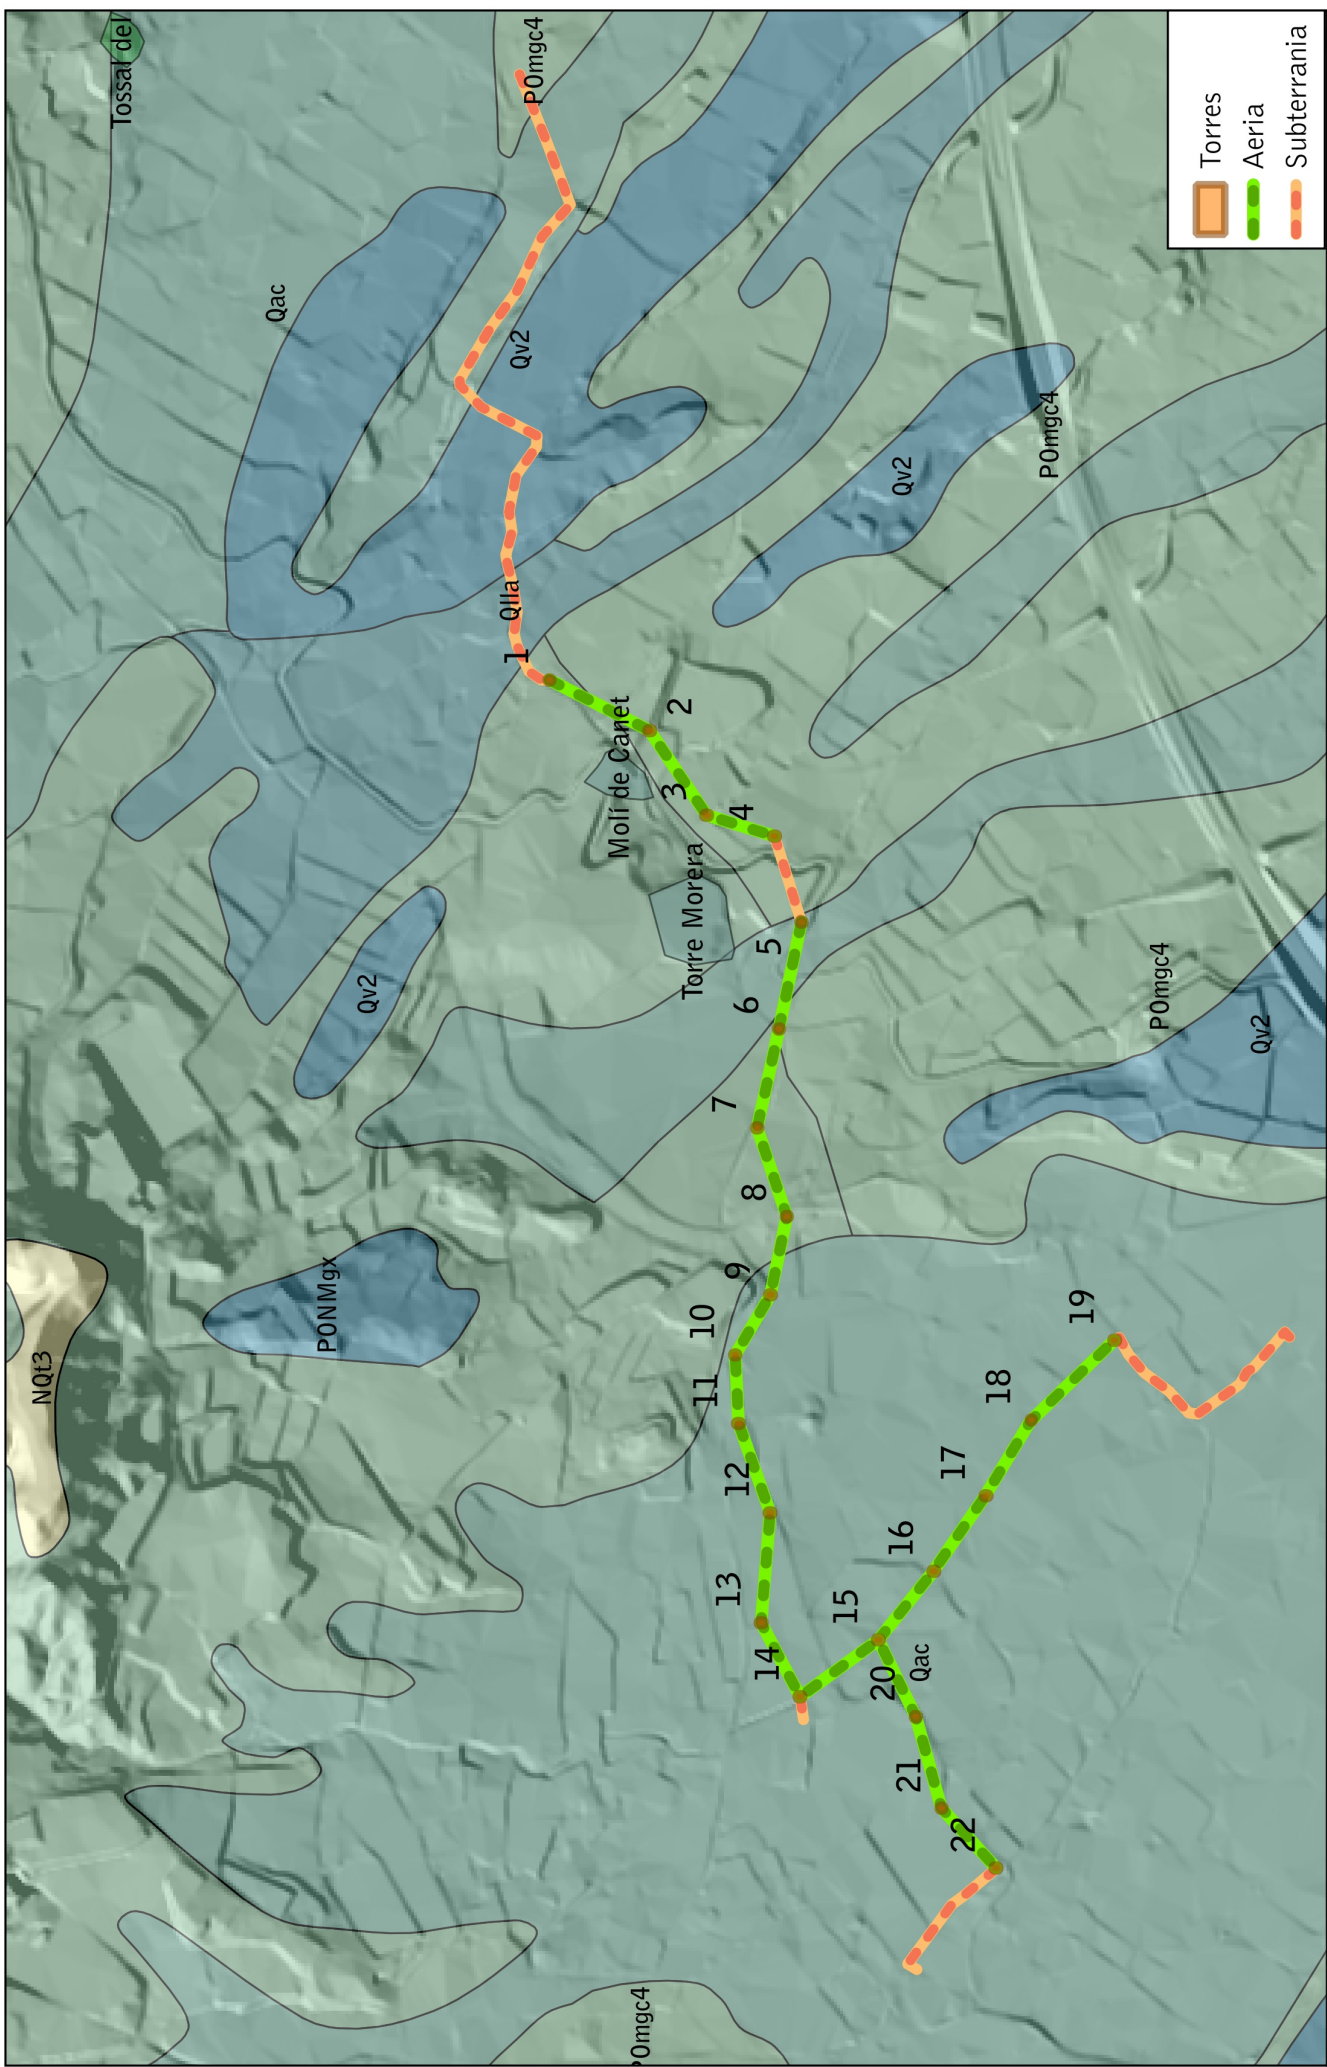 NQt3
Tossal del
Qac
P0NMgx
Qv2
Qlla
1
Qv2
P0mgc4
Molí de Canet
P0mgc4
3
2
Torre Morera
10
11
7
13
12
9
4
6
8
14
5
15
20
16
Qv2
21
Qac
17
22
18
P0mgc4
19
P0mgc4
Qv2
Torres
Aeria
Subterrania